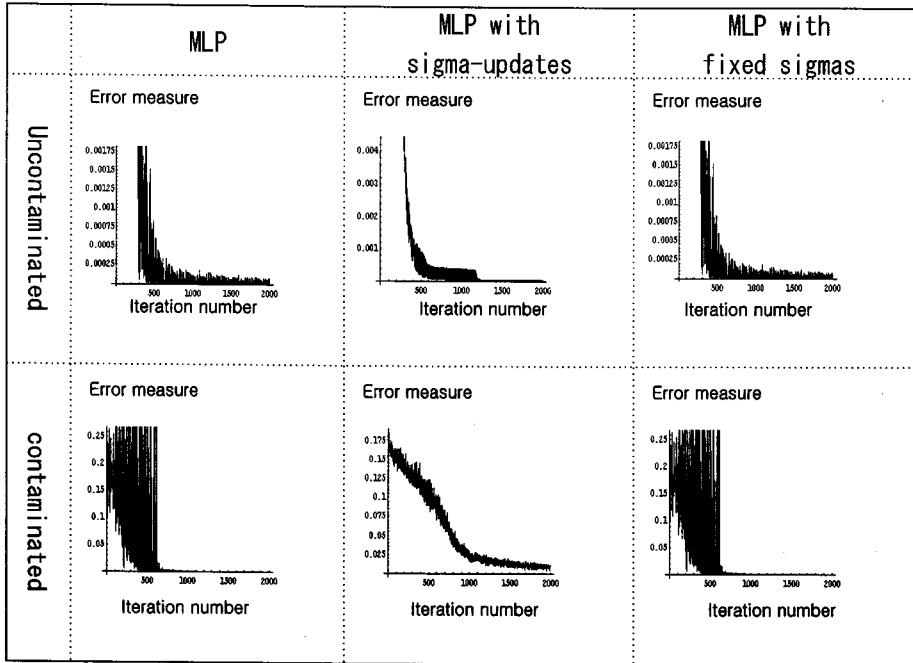 MLP
MLP with
sigma-updates
MLP with
fixed sigmas
Uncontaminated
Error measure
0.00175
0.0015
0.00125
0.001
0.00075
0.0005
0.00025
500 1000 1500 2000
Iteration number
Error measure
0.004
0.003
0.002
0.001
500 1000 1500 2000
Iteration number
Error measure
0.00175
0.0015
0.00125
0.001
0.00075
0.0005
0.00025
500 1000 1500 2000
Iteration number
contaminated
Error measure
0.25
0.2
0.15
0.1
0.05
500 1000 1500 2000
Iteration number
Error measure
0.175
0.15
0.125
0.1
0.075
0.05
0.025
500 1000 1500 2000
Iteration number
Error measure
0.25
0.2
0.15
0.1
0.05
500 1000 1500 2000
Iteration number